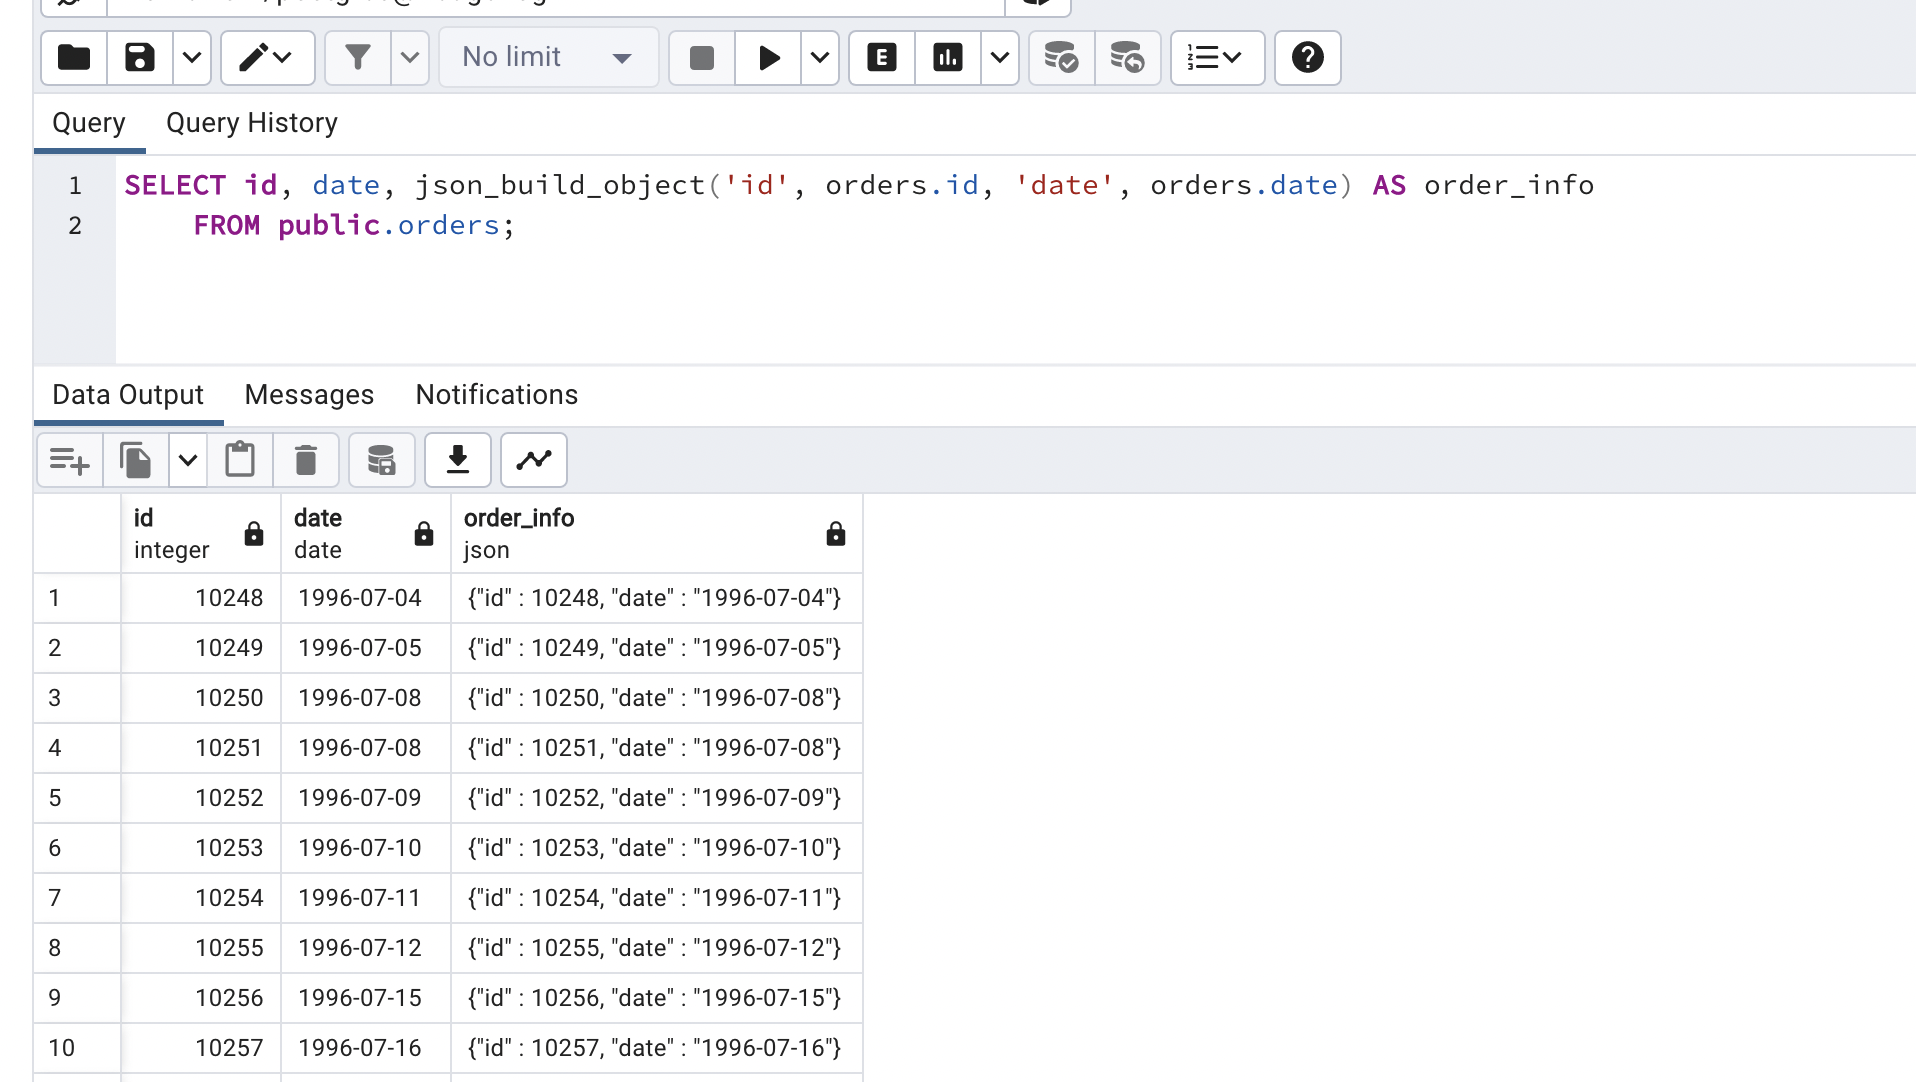 No limit
Query Query History
1 SELECT id, date, json_build_object('id', orders.id, 'date', orders.date) AS order_info
2 FROM public.orders;
Data Output Messages Notifications
id date order_info
integer date json
1 10248 1996-07-04 {"id" : 10248, "date" : "1996-07-04"}
2 10249 1996-07-05 {"id" : 10249, "date" : "1996-07-05"}
3 10250 1996-07-08 {"id" : 10250, "date" : "1996-07-08"}
4 10251 1996-07-08 {"id" : 10251, "date" : "1996-07-08"}
5 10252 1996-07-09 {"id" : 10252, "date" : "1996-07-09"}
6 10253 1996-07-10 {"id" : 10253, "date" : "1996-07-10"}
7 10254 1996-07-11 {"id" : 10254, "date" : "1996-07-11"}
8 10255 1996-07-12 {"id" : 10255, "date" : "1996-07-12"}
9 10256 1996-07-15 {"id" : 10256, "date" : "1996-07-15"}
10 10257 1996-07-16 {"id" : 10257, "date" : "1996-07-16"}